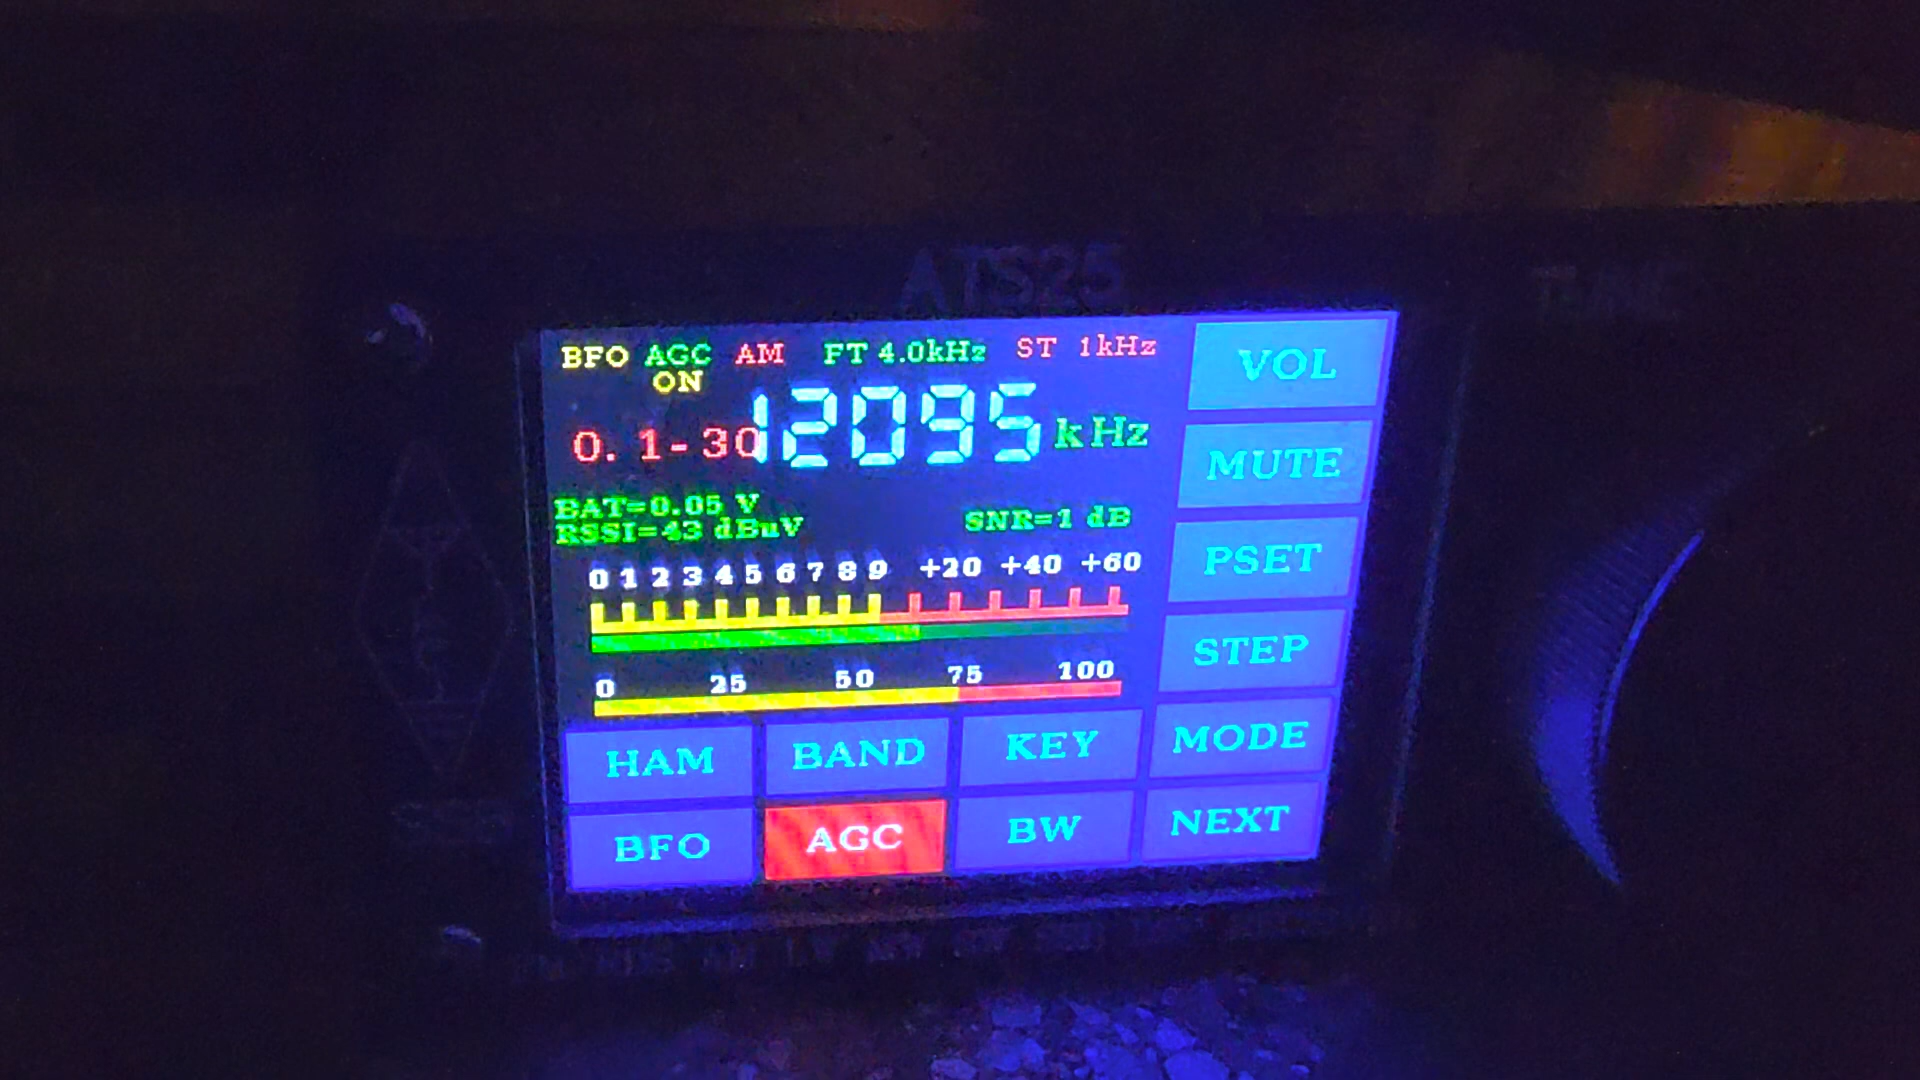 ATS25
TUNE
BFO AGC AM FT 4.0kHz ST 1kHz
ON
0.1-30 12095 kHz
BAT=0.05 V
RSSI=43 dBuV SNR=1 dB
0 1 2 3 4 5 6 7 8 9 +20 +40 +60
0 25 50 75 100
VOL
MUTE
PSET
STEP
HAM BAND KEY MODE
BFO AGC BW NEXT